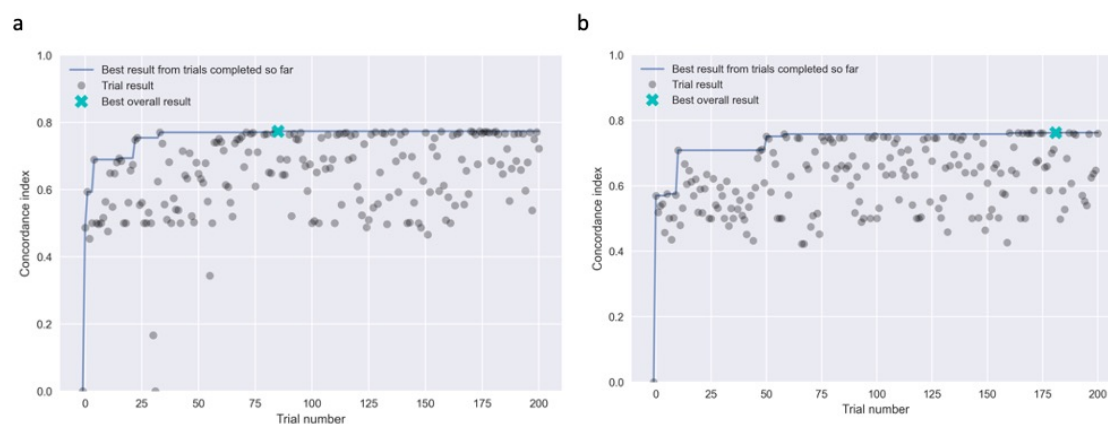 a
1.0
0.8
0.6
0.4
0.2
0.0
Concordance index
Best result from trials completed so far
Trial result
Best overall result
0 25 50 75 100 125 150 175 200
Trial number
b
1.0
0.8
0.6
0.4
0.2
0.0
Concordance index
Best result from trials completed so far
Trial result
Best overall result
0 25 50 75 100 125 150 175 200
Trial number